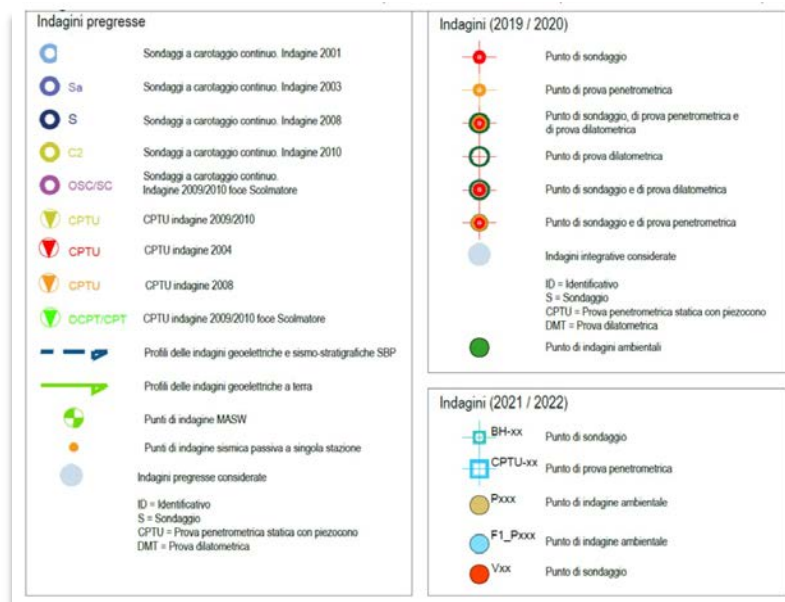 Indagini pregresse
Sondaggi a carotaggio continuo. Indagine 2001
Sa Sondaggi a carotaggio continuo. Indagine 2003
S Sondaggi a carotaggio continuo. Indagine 2008
C2 Sondaggi a carotaggio continuo. Indagine 2010
OSC/SC Sondaggi a carotaggio continuo.
Indagine 2009/2010 foce Scolmatore
CPTU CPTU indagine 2009/2010
CPTU CPTU indagine 2004
CPTU CPTU indagine 2008
DCPT/CPT CPTU indagine 2009/2010 foce Scolmatore
Profili delle indagini geoelettriche e sismo-stratigrafiche SBP
Profili delle indagini geoelettriche a terra
Punti di indagine MASW
Punti di indagine sismica passiva a singola stazione
Indagini pregresse considerate
ID = Identificativo
S = Sondaggio
CPTU = Prova penetrometrica statica con piezocono
DMT = Prova dilatometrica
Indagini (2019 / 2020)
Punto di sondaggio
Punto di prova penetrometrica
Punto di sondaggio, di prova penetrometrica e
di prova dilatometrica
Punto di prova dilatometrica
Punto di sondaggio e di prova dilatometrica
Punto di sondaggio e di prova penetrometrica
Indagini integrative considerate
ID = Identificativo
S = Sondaggio
CPTU = Prova penetrometrica statica con piezocono
DMT = Prova dilatometrica
Punto di indagini ambientali
Indagini (2021 / 2022)
BH-xx Punto di sondaggio
CPTU-xx Punto di prova penetrometrica
Pxxx Punto di indagine ambientale
F1_Pxxx Punto di indagine ambientale
Vxx Punto di sondaggio